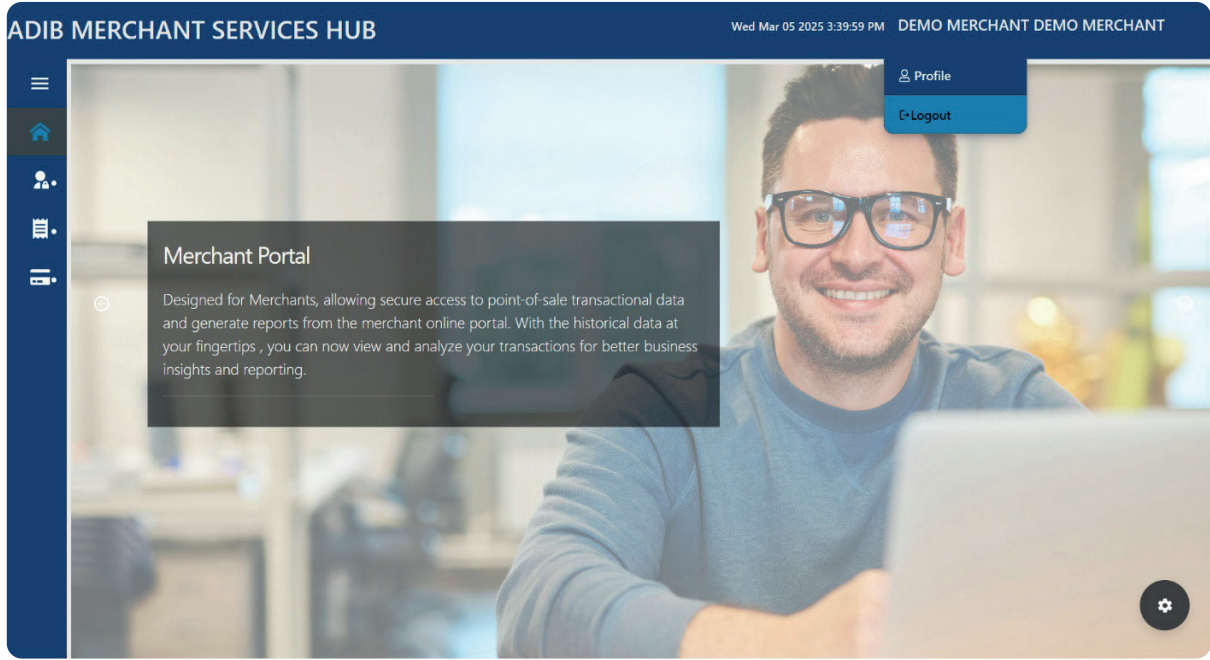 ADIB MERCHANT SERVICES HUB
Wed Mar 05 2025 3:39:59 PM
DEMO MERCHANT DEMO MERCHANT
Profile
Logout
Merchant Portal
Designed for Merchants, allowing secure access to point-of-sale transactional data
and generate reports from the merchant online portal. With the historical data at
your fingertips , you can now view and analyze your transactions for better business
insights and reporting.